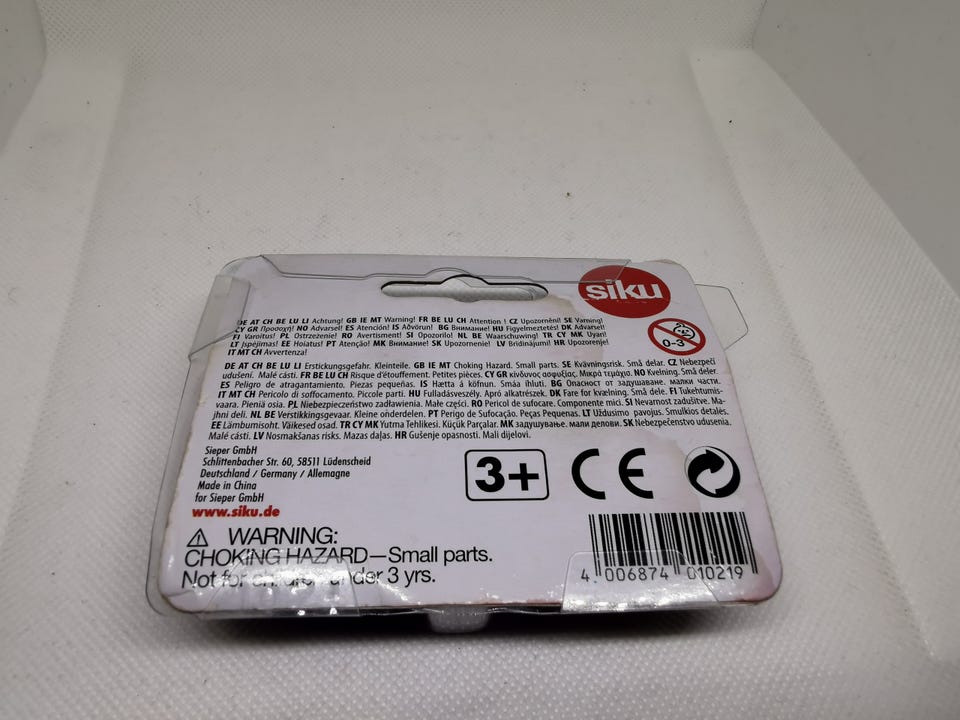 siku
DE AT CH BE LU LI Achtung! GB IE MT Warning! FR BE LU CH Attention ! CZ Upozornění! SE Varning!
CY GR Προσοχή! NO Advarsel! ES Atención! IS Aðvörun! BG Внимание! HU Figyelmeztetés! DK Advarsel!
FI Varoitus! PL Ostrzeżenie! RO Avertisment! SI Opozorilo! NL BE Waarschuwing! TR CY MK Uyarı!
LT Įspėjimas! EE Hoiatus! PT Atenção! MK Внимание! SK Upozornenie! LV Brīdinājumi! HR Upozorenje!
IT MT CH Avvertenza!
0-3
DE AT CH BE LU LI Erstickungsgefahr. Kleinteile. GB IE MT Choking Hazard. Small parts. SE Kvävningsrisk. Små delar. CZ Nebezpečí
udušení. Malé části. FR BE LU CH Risque d'étouffement. Petites pièces. CY GR κίνδυνος ασφυξίας, Μικρά τεμάχια. NO Kvelning. Små deler.
ES Peligro de atragantamiento. Piezas pequeñas. IS Hætta á köfnun. Smáa íhluti. BG Опасност от задушаване. малки части.
IT MT CH Pericolo di soffocamento. Piccole parti. HU Fulladásveszély. Apró alkatrészek. DK Fare for kvælning. Små dele. FI Tukehtumis-
vaara. Pieniä osia. PL Niebezpieczeństwo zadławienia. Małe części. RO Pericol de sufocare. Componente mici. SI Nevarnost zadušitve. Ma-
jhni deli. NL BE Verstikkingsgevaar. Kleine onderdelen. PT Perigo de Sufocação. Peças Pequenas. LT Uždusimo pavojus. Smulkios detalės.
EE Lämbumisoht. Väikesed osad. TR CY MK Yutma Tehlikesi. Küçük Parçalar. MK задушување. мали делови. SK Nebezpečenstvo udusenia.
Malé časti. LV Nosmakšanas risks. Mazas daļas. HR Gušenje opasnosti. Mali dijelovi.
Sieper GmbH
Schlittenbacher Str. 60, 58511 Lüdenscheid
Deutschland / Germany / Allemagne
Made in China
for Sieper GmbH
www.siku.de
3+ CE
WARNING:
CHOKING HAZARD—Small parts.
Not for children under 3 yrs.
4 006874 010219